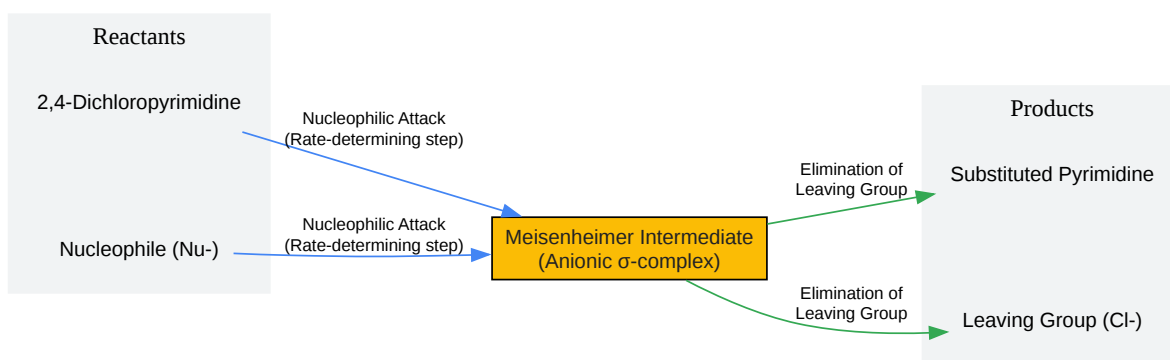 Reactants
2,4-Dichloropyrimidine
Nucleophile (Nu-)
Nucleophilic Attack
(Rate-determining step)
Nucleophilic Attack
(Rate-determining step)
Meisenheimer Intermediate
(Anionic σ-complex)
Elimination of
Leaving Group
Elimination of
Leaving Group
Products
Substituted Pyrimidine
Leaving Group (Cl-)